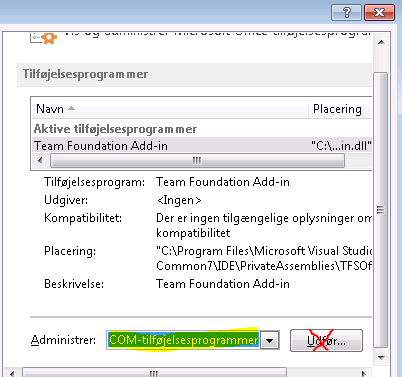 Vis og administrer Microsoft Office-tilføjelsesprogram
Tilføjelsesprogrammer
Navn Placering
Aktive tilføjelsesprogrammer
Team Foundation Add-in "C:\...in.dll"
Tilføjelsesprogram: Team Foundation Add-in
Udgiver: <Ingen>
Kompatibilitet: Der er ingen tilgængelige oplysninger om
kompatibilitet
Placering: "C:\Program Files\Microsoft Visual Studio
Common7\IDE\PrivateAssemblies\TFSOf
Beskrivelse: Team Foundation Add-in
Administrer: COM-tilføjelsesprogrammer Udfør...